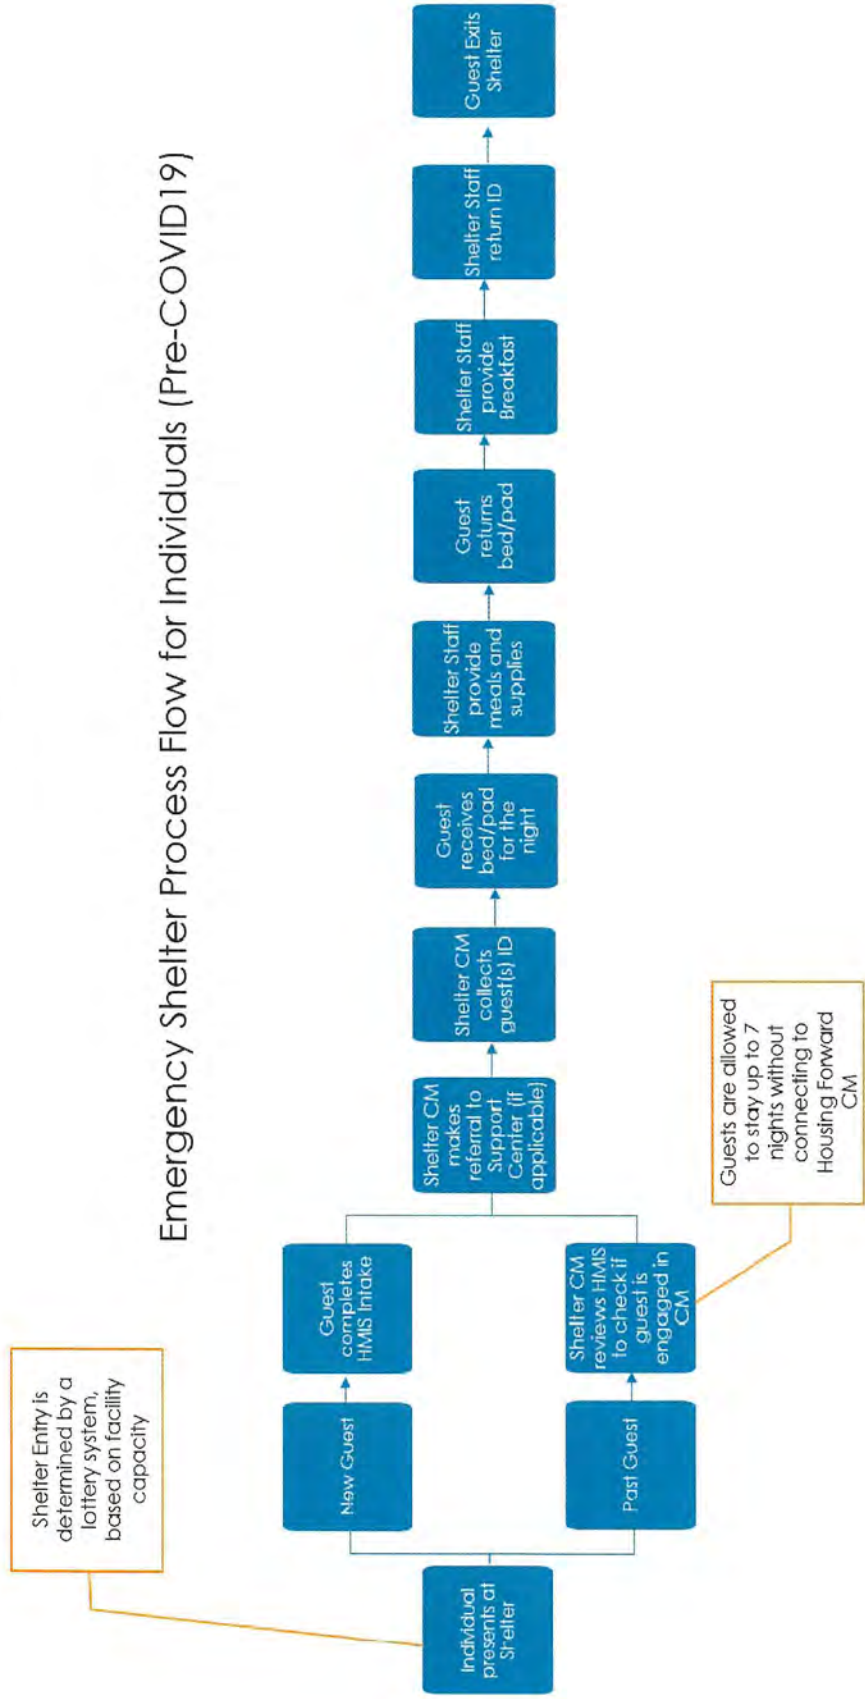 Emergency Shelter Process Flow for Individuals (Pre-COVID19)
Shelter Entry is
determined by a
lottery system,
based on facility
capacity
Individual
presents at
Shelter
New Guest
Guest
completes
HMIS Intake
Past Guest
Shelter CM
reviews HMIS
to check if
guest is
engaged in
CM
Guests are allowed
to stay up to 7
nights without
connecting to
Housing Forward
CM
Shelter CM
makes
referral to
Support
Center (if
applicable)
Shelter CM
collects
guest(s) ID
Guest
receives
bed/pad
for the
night
Shelter Staff
provide
meals and
supplies
Guest
returns
bed/pad
Shelter Staff
provide
Breakfast
Shelter Staff
return ID
Guest Exits
Shelter